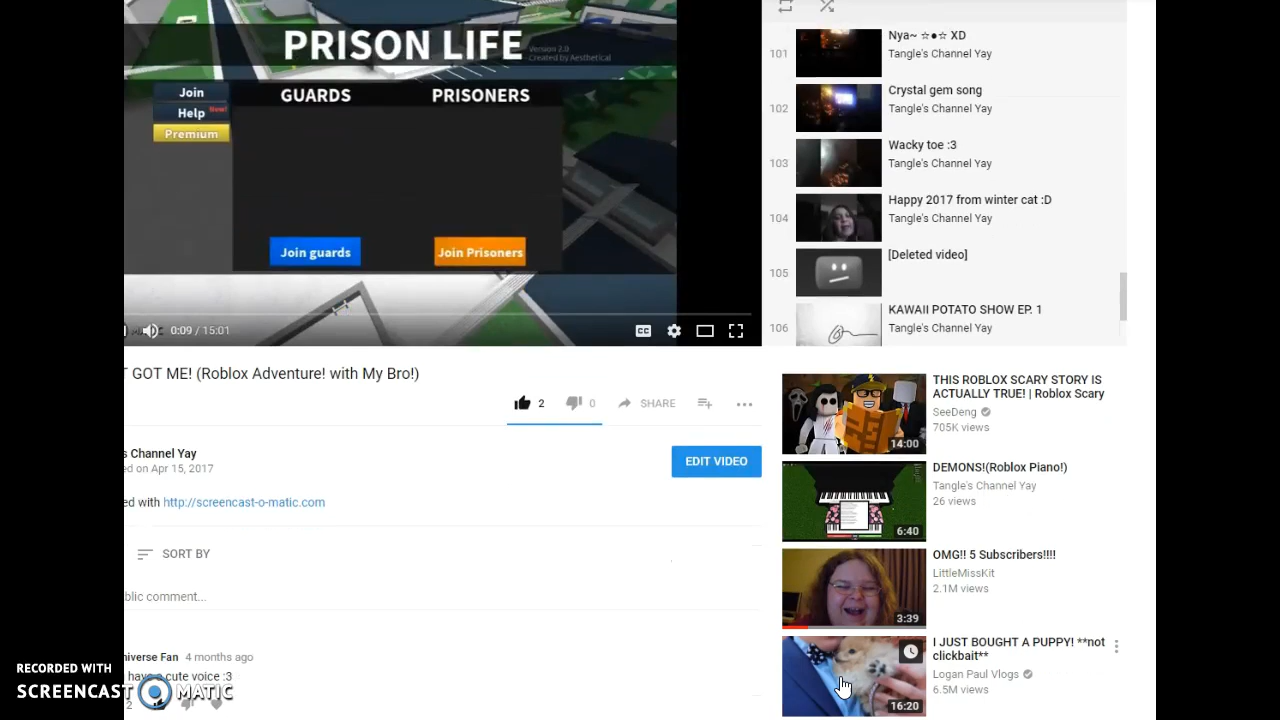 PRISON LIFE
Version 2.0
Created by Aesthetical
Join
Help New!
Premium
GUARDS
PRISONERS
Join guards
Join Prisoners
0:09 / 15:01
CC
T GOT ME! (Roblox Adventure! with My Bro!)
2
0
SHARE
s Channel Yay
ed on Apr 15, 2017
EDIT VIDEO
ed with http://screencast-o-matic.com
SORT BY
blic comment...
niverse Fan 4 months ago
have a cute voice :3
2
RECORDED WITH
SCREENCAST MATIC
101
Nya~ ☆●☆ XD
Tangle's Channel Yay
102
Crystal gem song
Tangle's Channel Yay
103
Wacky toe :3
Tangle's Channel Yay
104
Happy 2017 from winter cat :D
Tangle's Channel Yay
105
[Deleted video]
106
KAWAII POTATO SHOW EP. 1
Tangle's Channel Yay
THIS ROBLOX SCARY STORY IS
ACTUALLY TRUE! | Roblox Scary
SeeDeng
705K views
14:00
DEMONS!(Roblox Piano!)
Tangle's Channel Yay
26 views
6:40
OMG!! 5 Subscribers!!!!
LittleMissKit
2.1M views
3:39
I JUST BOUGHT A PUPPY! **not
clickbait**
Logan Paul Vlogs
6.5M views
16:20